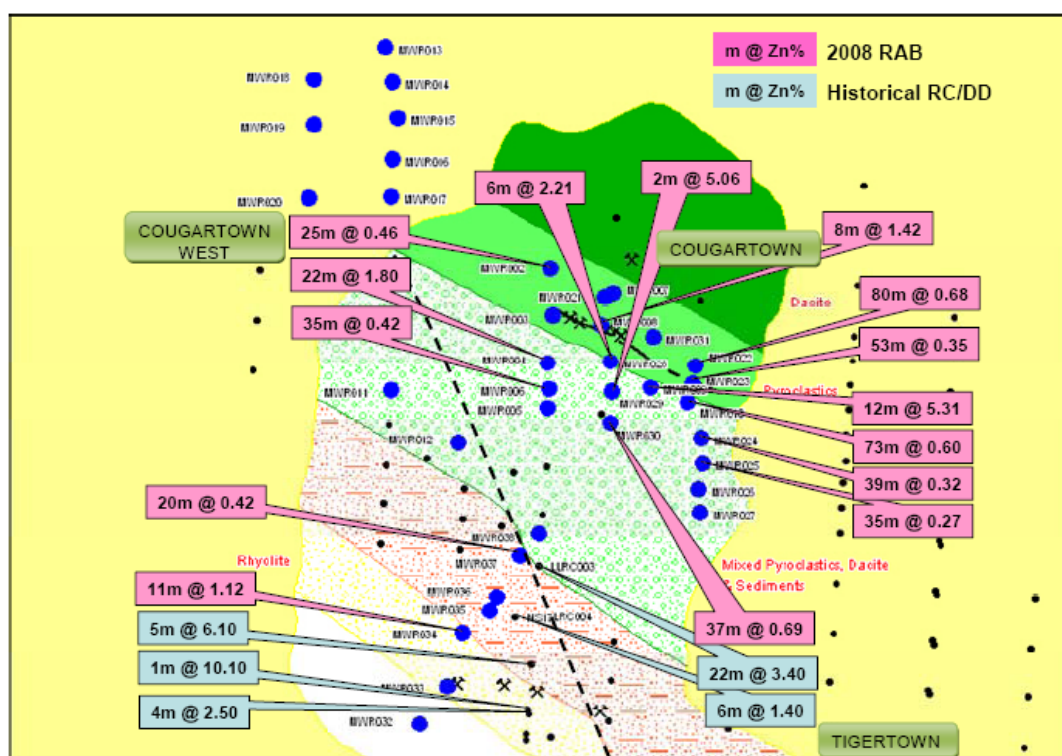 MWR013
m @ Zn% 2008 RAB
MWR018
MWR014
m @ Zn% Historical RC/DD
MWR019
MWR015
MWR016
MWR020
MWR017
6m @ 2.21
2m @ 5.06
COUGARTOWN
WEST
25m @ 0.46
COUGARTOWN
8m @ 1.42
22m @ 1.80
MWR002
MWR007
80m @ 0.68
MWR021
Dacite
35m @ 0.42
MWR003
MWR008
MWR031
53m @ 0.35
MWR004
MWR028
MWR022
MWR023
Pyroclastics
MWR011
MWR006
MWR029
12m @ 5.31
MWR005
MWR030
73m @ 0.60
MWR012
MWR024
39m @ 0.32
MWR025
MWR026
35m @ 0.27
MWR027
20m @ 0.42
MWR038
Rhyolite
MWR037
LLRC003
Mixed Pyroclastics, Dacite
& Sediments
11m @ 1.12
MWR036
MWR035
37m @ 0.69
5m @ 6.10
MWR034
22m @ 3.40
1m @ 10.10
MWR033
6m @ 1.40
4m @ 2.50
MWR032
TIGERTOWN